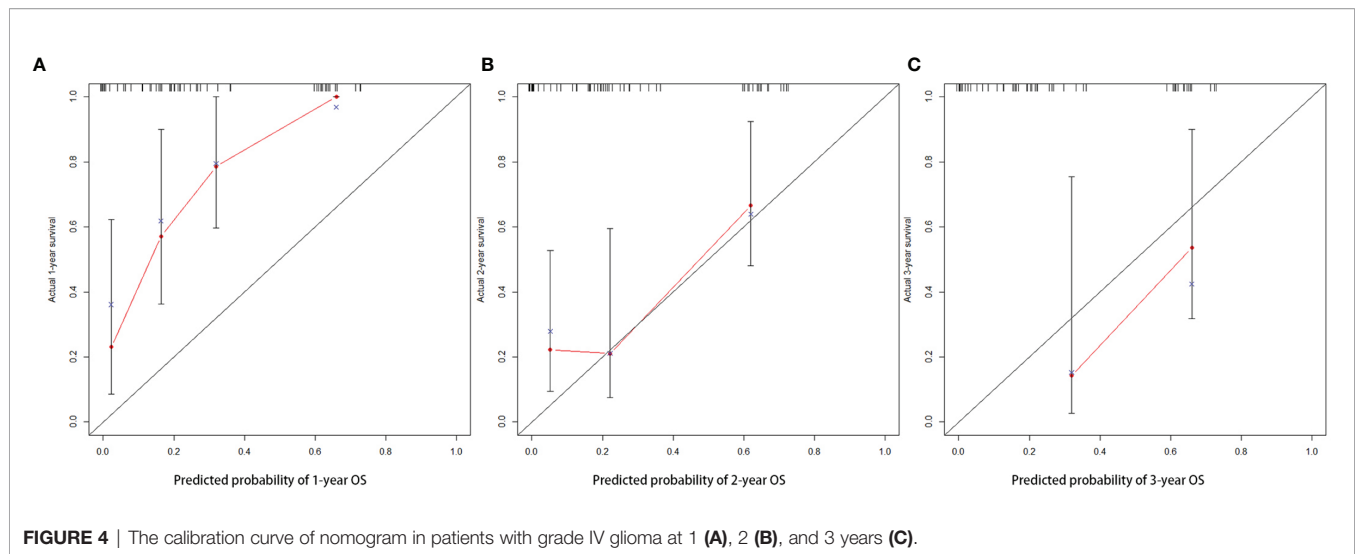 A
B
C
Actual 1-year survival
0.0
0.2
0.4
0.6
0.8
1.0
0.0 0.2 0.4 0.6 0.8 1.0
Predicted probability of 1-year OS
Actual 2-year survival
0.0
0.2
0.4
0.6
0.8
1.0
0.0 0.2 0.4 0.6 0.8 1.0
Predicted probability of 2-year OS
Actual 3-year survival
0.0
0.2
0.4
0.6
0.8
1.0
0.0 0.2 0.4 0.6 0.8 1.0
Predicted probability of 3-year OS
FIGURE 4 | The calibration curve of nomogram in patients with grade IV glioma at 1 (A), 2 (B), and 3 years (C).